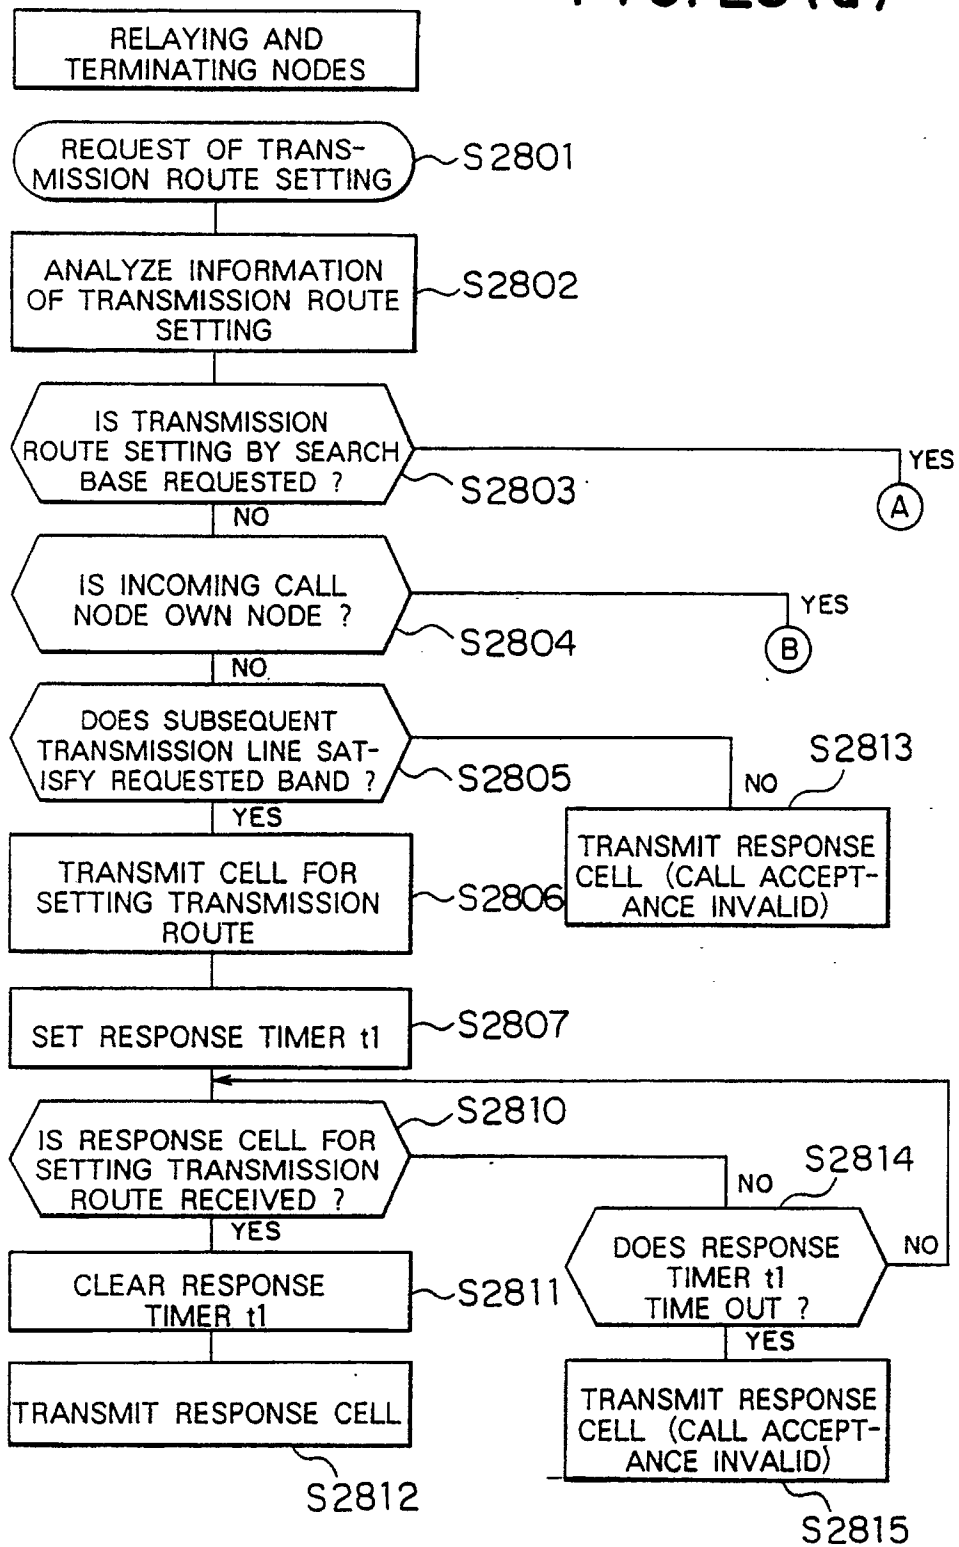 RELAYING AND
TERMINATING NODES
REQUEST OF TRANS-
MISSION ROUTE SETTING
S2801
ANALYZE INFORMATION
OF TRANSMISSION ROUTE
SETTING
S2802
IS TRANSMISSION
ROUTE SETTING BY SEARCH
BASE REQUESTED ?
S2803
YES
A
NO
IS INCOMING CALL
NODE OWN NODE ?
S2804
YES
B
NO
DOES SUBSEQUENT
TRANSMISSION LINE SAT-
ISFY REQUESTED BAND ?
S2805
NO
S2813
TRANSMIT RESPONSE
CELL (CALL ACCEPT-
ANCE INVALID)
YES
TRANSMIT CELL FOR
SETTING TRANSMISSION
ROUTE
S2806
SET RESPONSE TIMER t1
S2807
IS RESPONSE CELL FOR
SETTING TRANSMISSION
ROUTE RECEIVED ?
S2810
NO
S2814
DOES RESPONSE
TIMER t1
TIME OUT ?
NO
YES
CLEAR RESPONSE
TIMER t1
S2811
YES
TRANSMIT RESPONSE
CELL (CALL ACCEPT-
ANCE INVALID)
S2815
TRANSMIT RESPONSE CELL
S2812